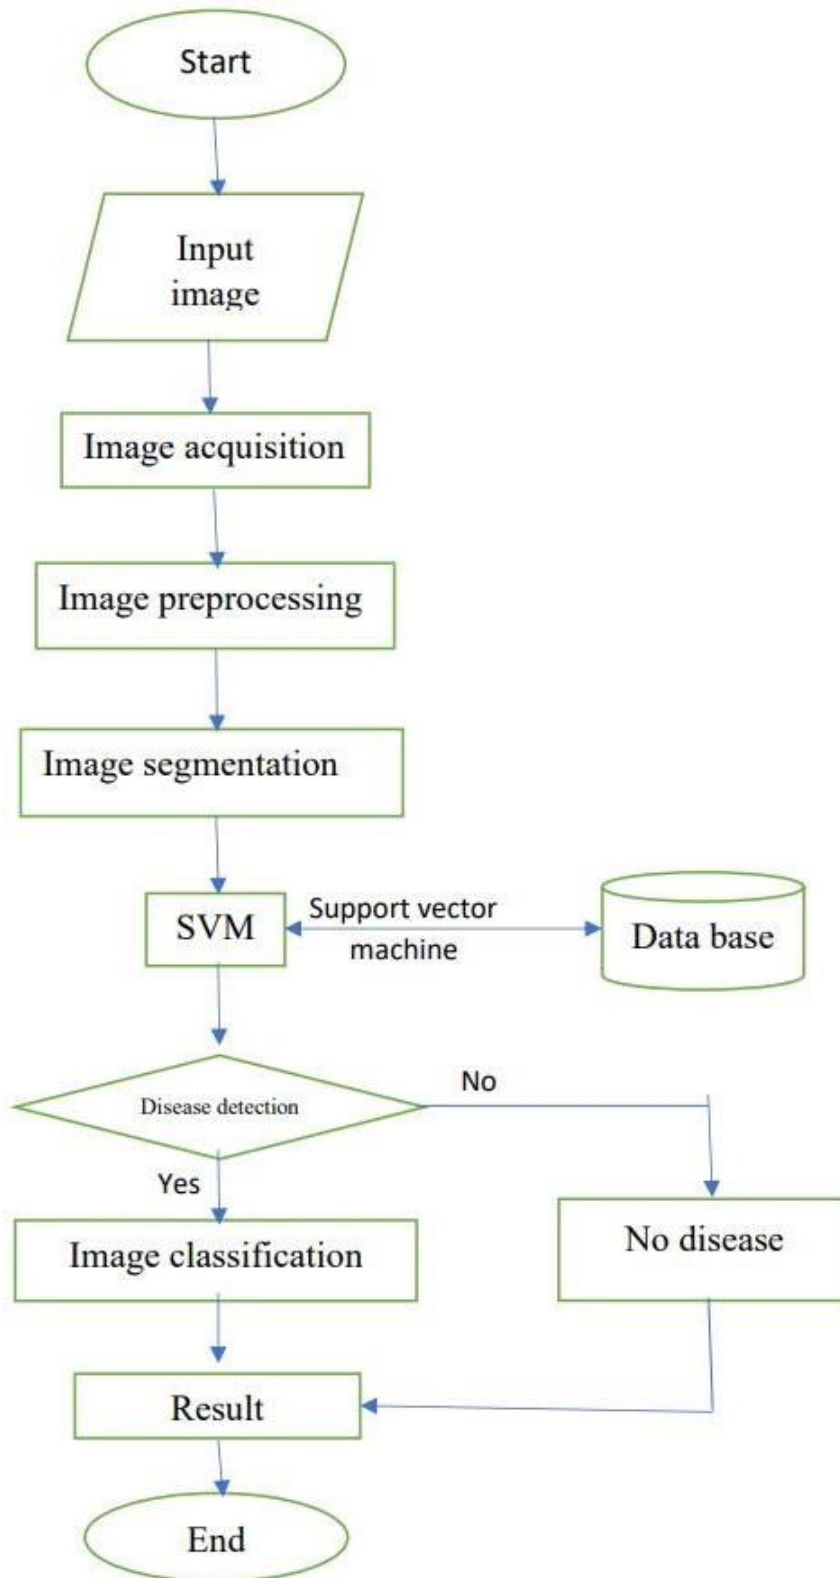 Start
Input
image
Image acquisition
Image preprocessing
Image segmentation
SVM
Support vector
machine
Data base
Disease detection
No
Yes
Image classification
No disease
Result
End